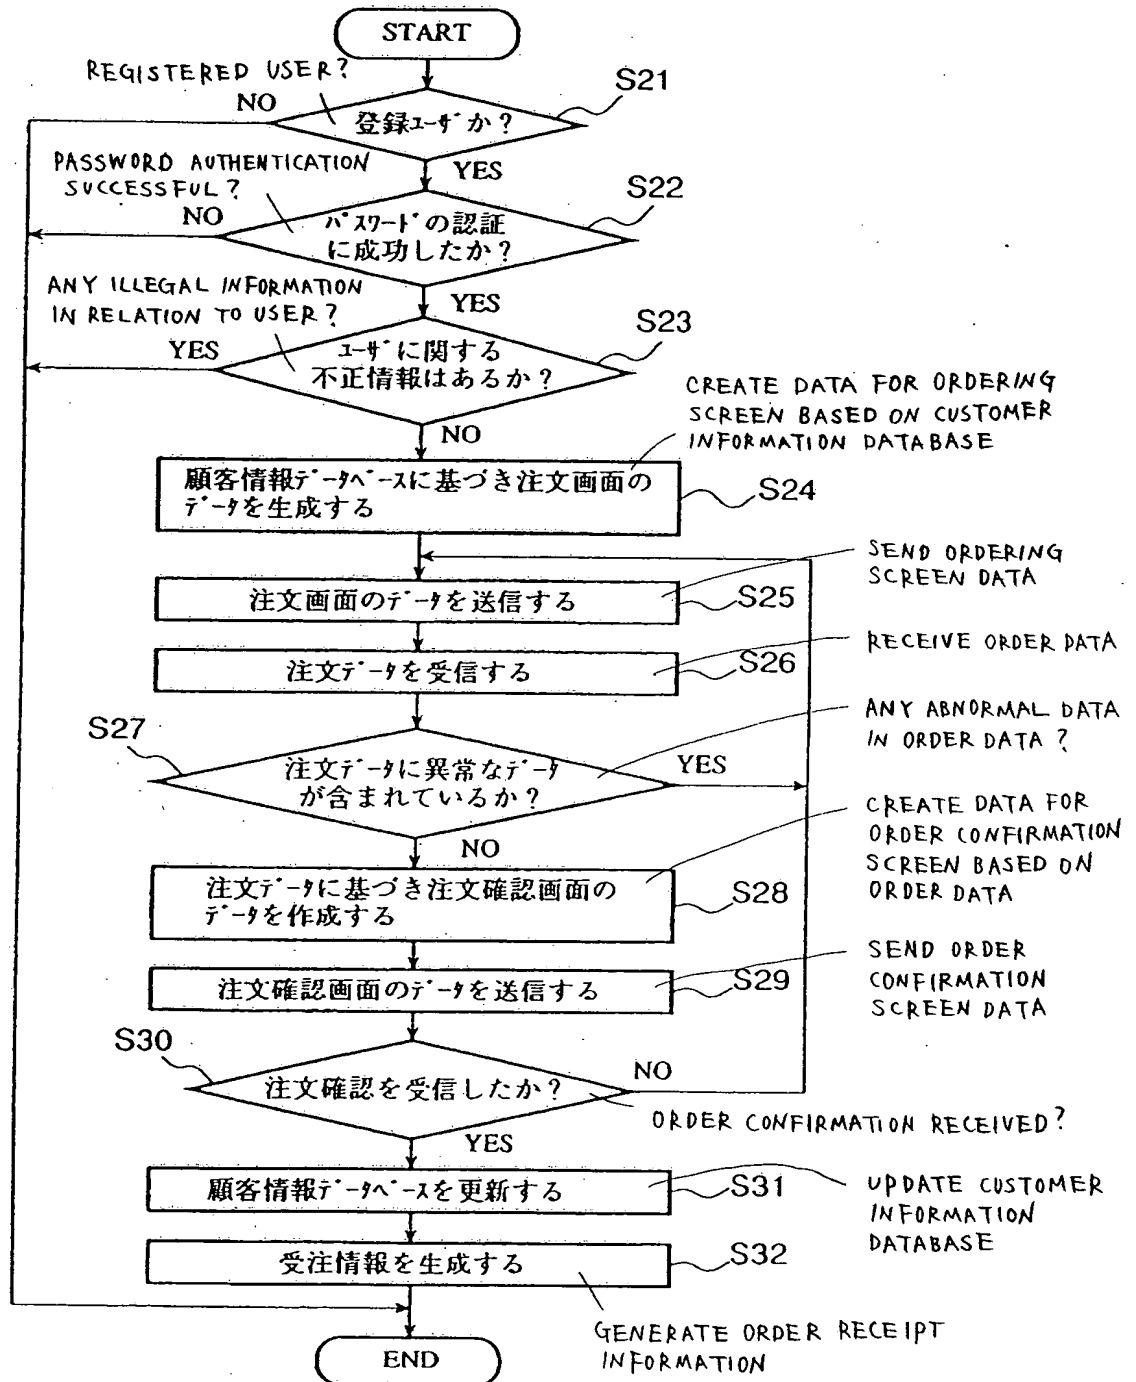 START
REGISTERED USER?
S21
NO
登録ユーザか?
YES
PASSWORD AUTHENTICATION
SUCCESSFUL?
S22
NO
パスワードの認証
に成功したか?
YES
ANY ILLEGAL INFORMATION
IN RELATION TO USER?
S23
YES
ユーザに関する
不正情報はあるか?
NO
CREATE DATA FOR ORDERING
SCREEN BASED ON CUSTOMER
INFORMATION DATABASE
顧客情報データベースに基づき注文画面の
データを生成する
S24
SEND ORDERING
SCREEN DATA
注文画面のデータを送信する
S25
RECEIVE ORDER DATA
注文データを受信する
S26
ANY ABNORMAL DATA
IN ORDER DATA?
S27
注文データに異常なデータ
が含まれているか?
YES
NO
CREATE DATA FOR
ORDER CONFIRMATION
SCREEN BASED ON
ORDER DATA
注文データに基づき注文確認画面の
データを作成する
S28
SEND ORDER
CONFIRMATION
SCREEN DATA
注文確認画面のデータを送信する
S29
S30
注文確認を受信したか?
NO
ORDER CONFIRMATION RECEIVED?
YES
顧客情報データベースを更新する
S31
UPDATE CUSTOMER
INFORMATION
DATABASE
受注情報を生成する
S32
GENERATE ORDER RECEIPT
INFORMATION
END